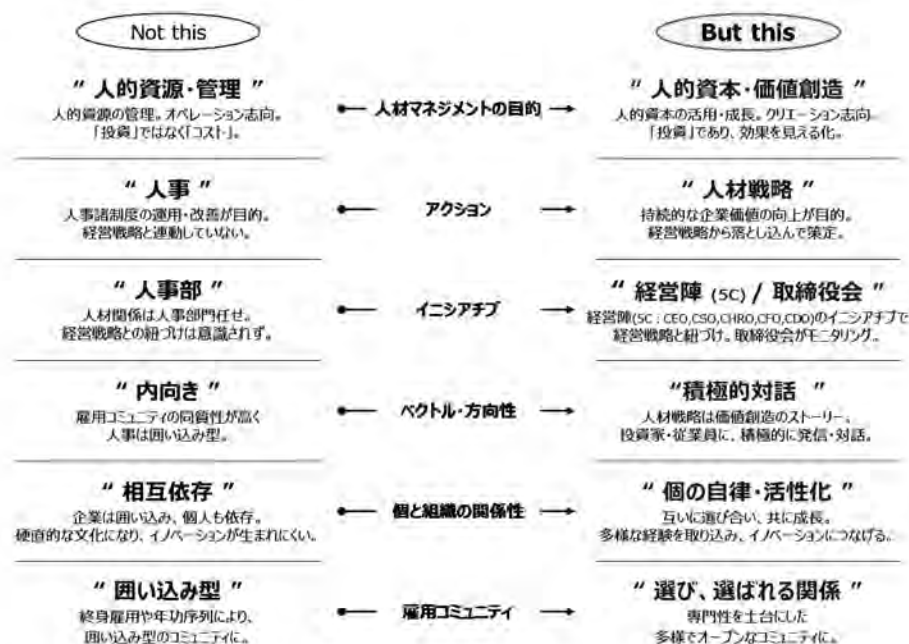 Not this
But this
“ 人的資源・管理 ”
人的資源の管理。オペレーション志向。
「投資」ではなく「コスト」。
人材マネジメントの目的
“ 人的資本・価値創造 ”
人的資本の活用・成長。クリエーション志向。
「投資」であり、効果を見える化。
“ 人事 ”
人事諸制度の運用・改善が目的。
経営戦略と連動していない。
アクション
“ 人材戦略 ”
持続的な企業価値の向上が目的。
経営戦略から落とし込んで策定。
“ 人事部 ”
人材関係は人事部門任せ。
経営戦略との紐づけは意識されず。
イニシアチブ
“ 経営陣 (5C) / 取締役会 ”
経営陣(5C : CEO,CSO,CHRO,CFO,CDO)のイニシアチブで
経営戦略と紐づけ。取締役会がモニタリング。
“ 内向き ”
雇用コミュニティの同質性が高く
人事は囲い込み型。
ベクトル・方向性
“積極的対話 ”
人材戦略は価値創造のストーリー。
投資家・従業員に、積極的に発信・対話。
“ 相互依存 ”
企業は囲い込み、個人も依存。
硬直的な文化になり、イノベーションが生まれにくい。
個と組織の関係性
“ 個の自律・活性化 ”
互いに選び合い、共に成長。
多様な経験を取り込み、イノベーションにつなげる。
“ 囲い込み型 ”
終身雇用や年功序列により、
囲い込み型のコミュニティに。
雇用コミュニティ
“ 選び、選ばれる関係 ”
専門性を土台にした
多様でオープンなコミュニティに。